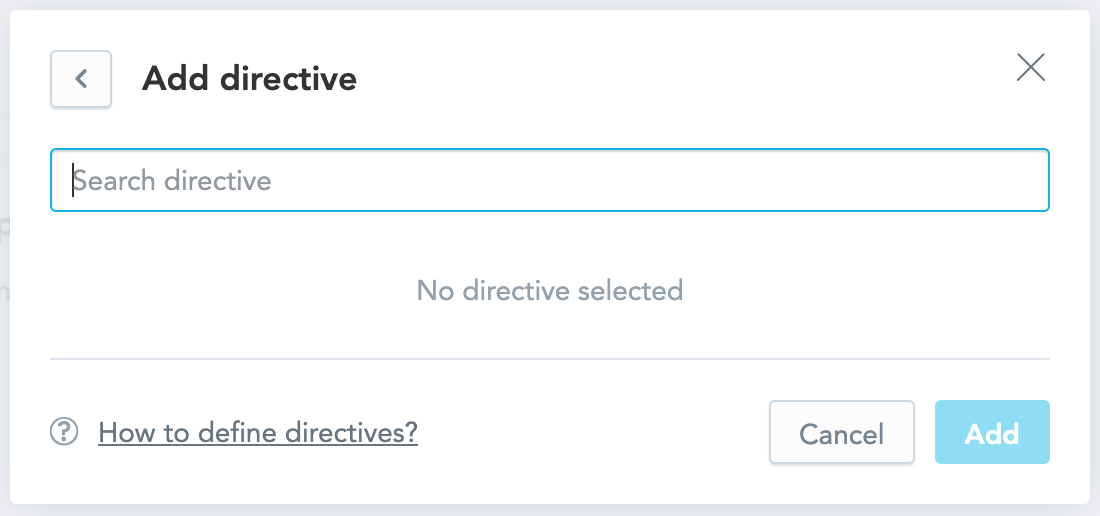 Add directive
Search directive
No directive selected
How to define directives?
Cancel
Add